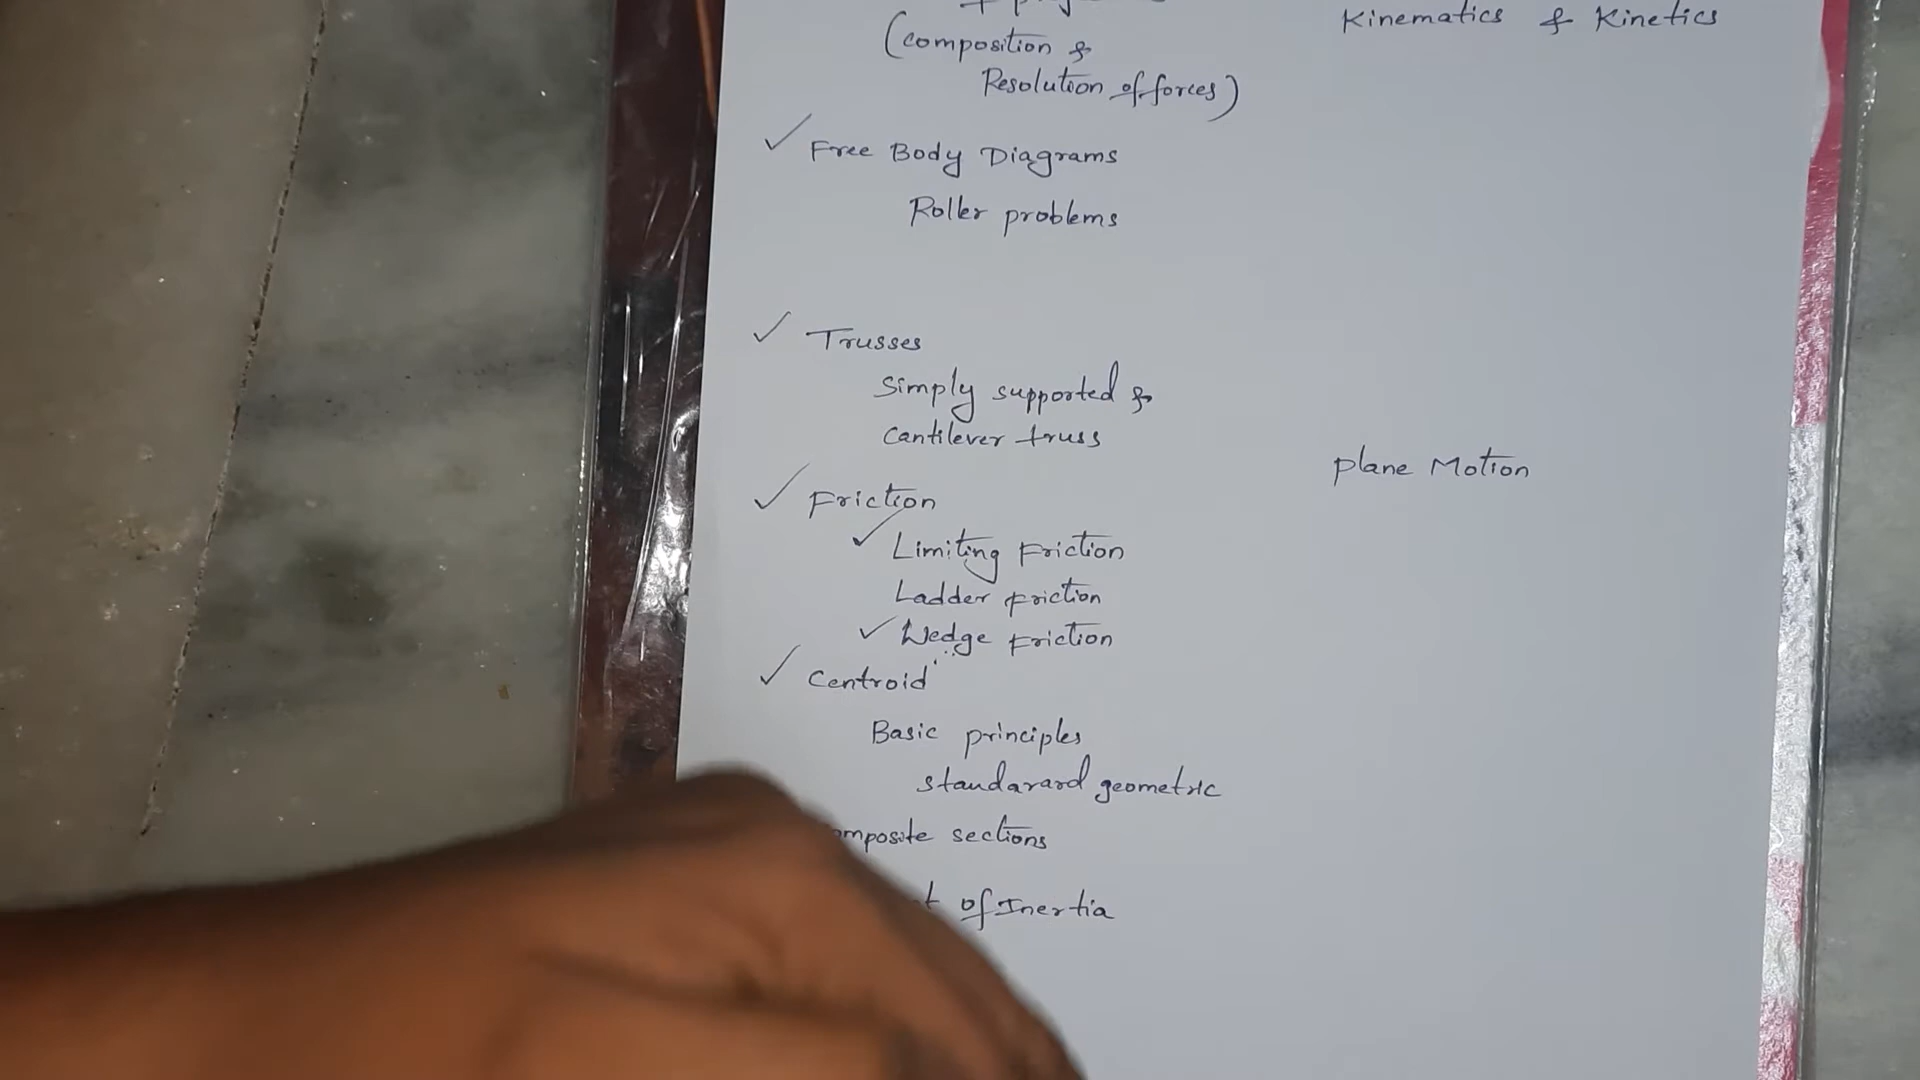 Kinematics & Kinetics
(composition &
Resolution of forces)
✓ Free Body Diagrams
Roller problems
✓ Trusses
Simply supported &
Cantilever truss
plane Motion
✓ Friction
✓ Limiting Friction
Ladder friction
✓ Wedge Friction
✓ Centroid
Basic principles
standarard geometric
sections
of Inertia